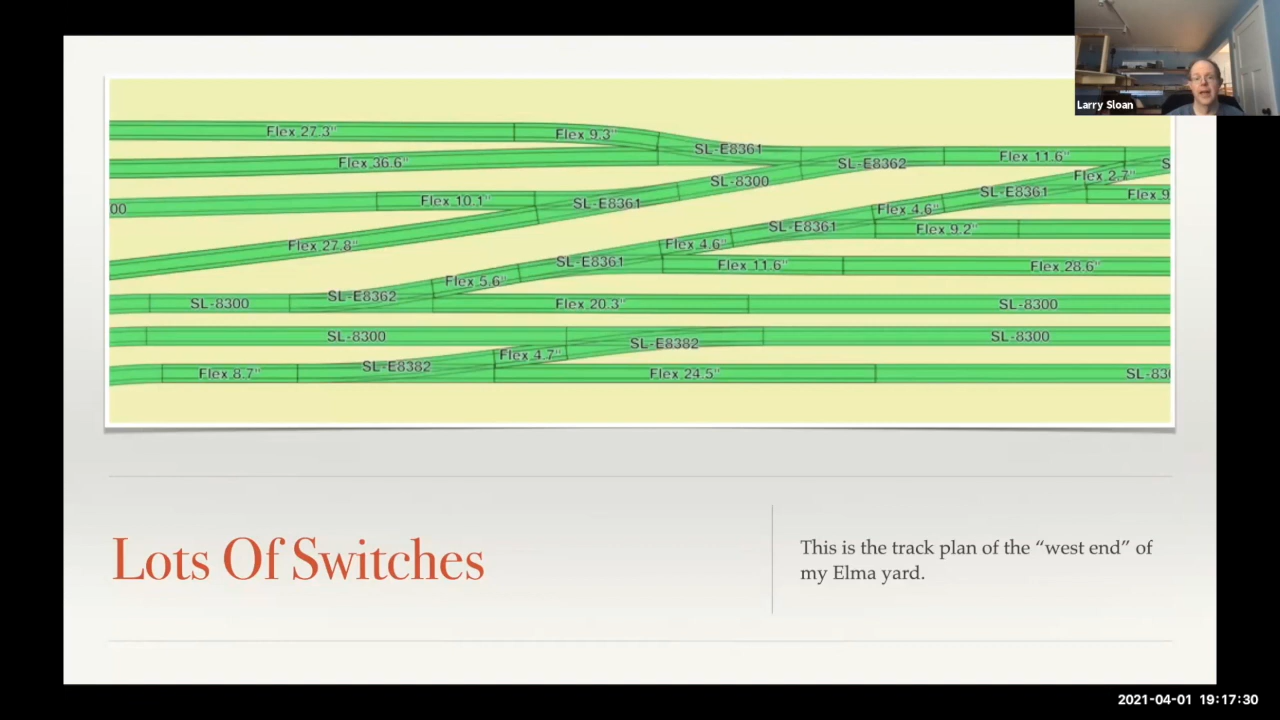 Larry Sloan
Flex 27.3"
Flex 9.3"
SL-E8361
Flex 36.6"
SL-E8362
Flex 11.6"
S
SL-8300
Flex 2.7"
00
Flex 10.1"
SL-E8361
SL-E8361
Flex 9
Flex 4.6"
Flex 27.8"
SL-E8361
Flex 9.2"
Flex 4.6"
SL-E8361
Flex 11.6"
Flex 28.6"
Flex 5.6"
SL-8300
SL-E8362
Flex 20.3"
SL-8300
SL-8300
SL-E8382
SL-8300
Flex 4.7"
Flex 8.7"
SL-E8382
Flex 24.5"
SL-830
Lots Of Switches
This is the track plan of the “west end” of
my Elma yard.
2021-04-01 19:17:30